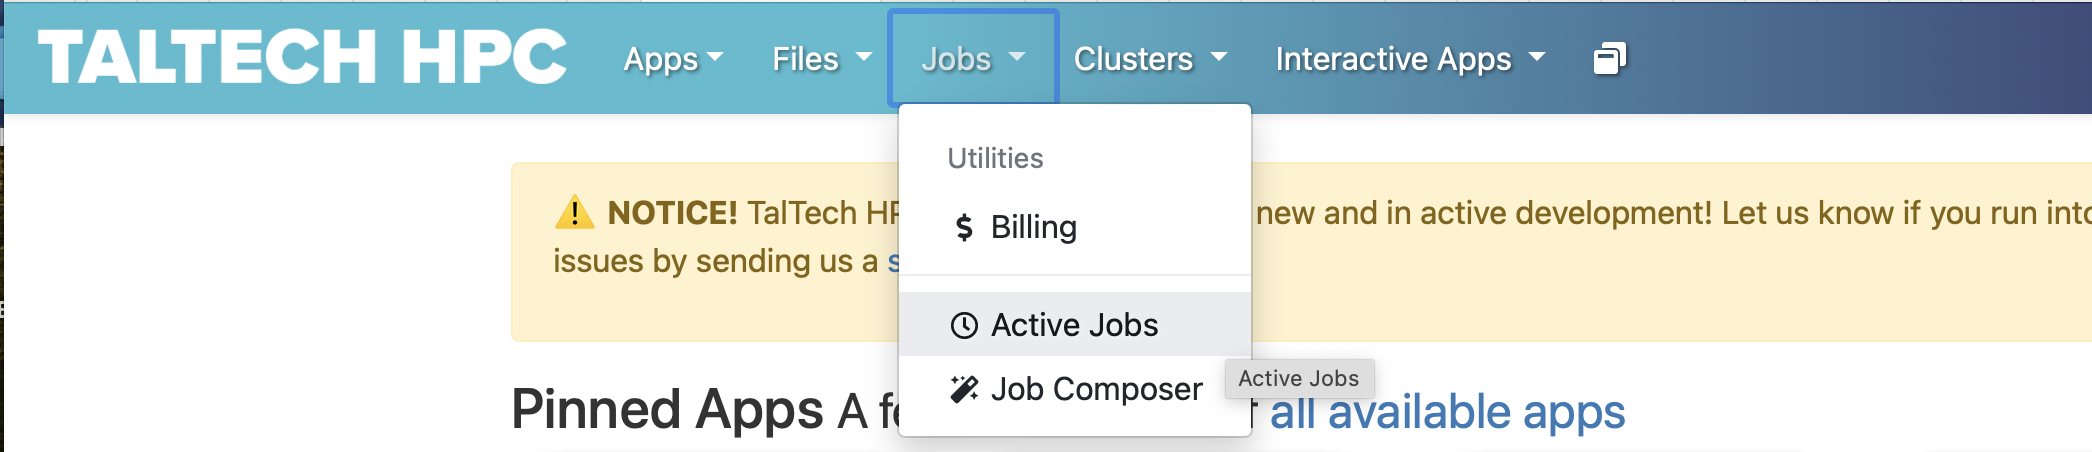 TALTECH HPC Apps Files Jobs Clusters Interactive Apps
Utilities
$ Billing
NOTICE! TalTech new and in active development! Let us know if you run
issues by sending us a
Active Jobs
Active Jobs
Job Composer
Pinned Apps A all available apps